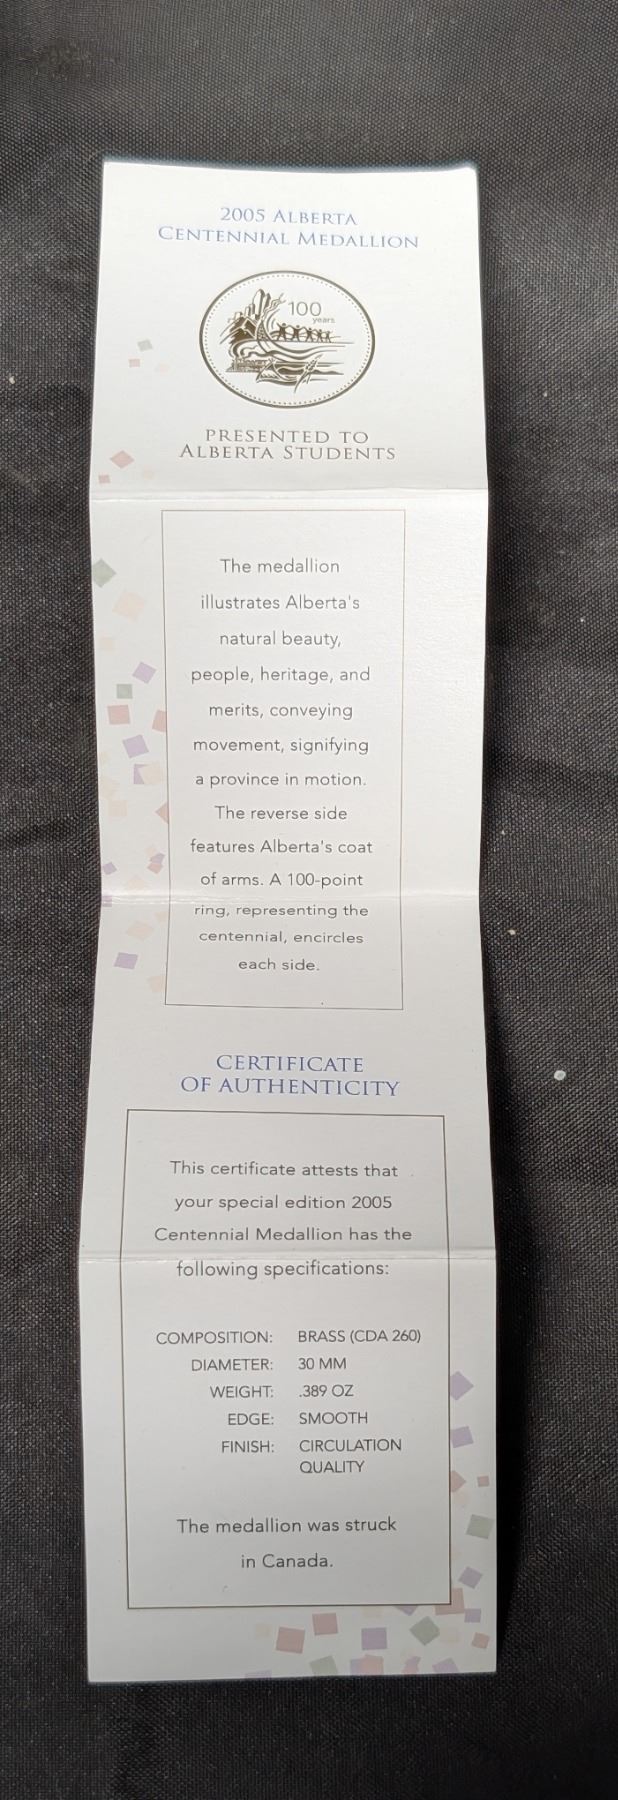 2005 ALBERTA
CENTENNIAL MEDALLION
100
years
PRESENTED TO
ALBERTA STUDENTS
The medallion
illustrates Alberta's
natural beauty,
people, heritage, and
merits, conveying
movement, signifying
a province in motion.
The reverse side
features Alberta's coat
of arms. A 100-point
ring, representing the
centennial, encircles
each side.
CERTIFICATE
OF AUTHENTICITY
This certificate attests that
your special edition 2005
Centennial Medallion has the
following specifications:
COMPOSITION: BRASS (CDA 260)
DIAMETER: 30 MM
WEIGHT: .389 OZ
EDGE: SMOOTH
FINISH: CIRCULATION
QUALITY
The medallion was struck
in Canada.